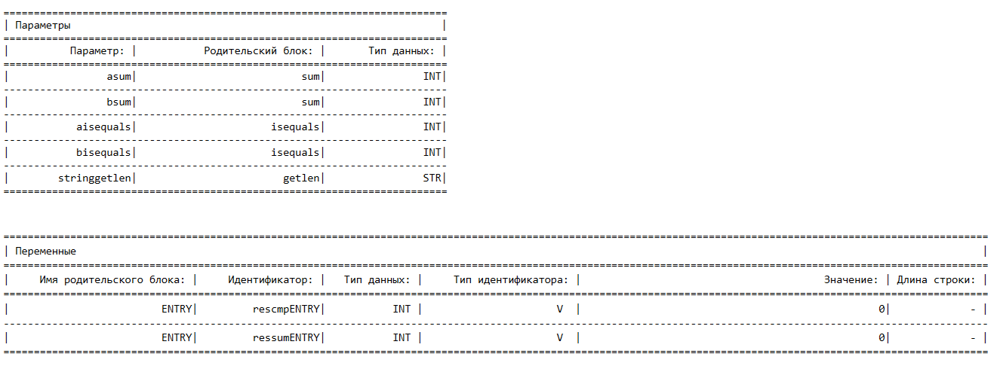 | Параметры |
| Параметр: | Родительский блок: | Тип данных: |
| asum| sum| INT|
| bsum| sum| INT|
| aisequals| isequals| INT|
| bisequals| isequals| INT|
| stringgetlen| getlen| STR|
| Переменные |
| Имя родительского блока: | Идентификатор: | Тип данных: | Тип идентификатора: | Значение: | Длина строки: |
| ENTRY| rescmpENTRY| INT | V | 0| - |
| ENTRY| ressumENTRY| INT | V | 0| - |